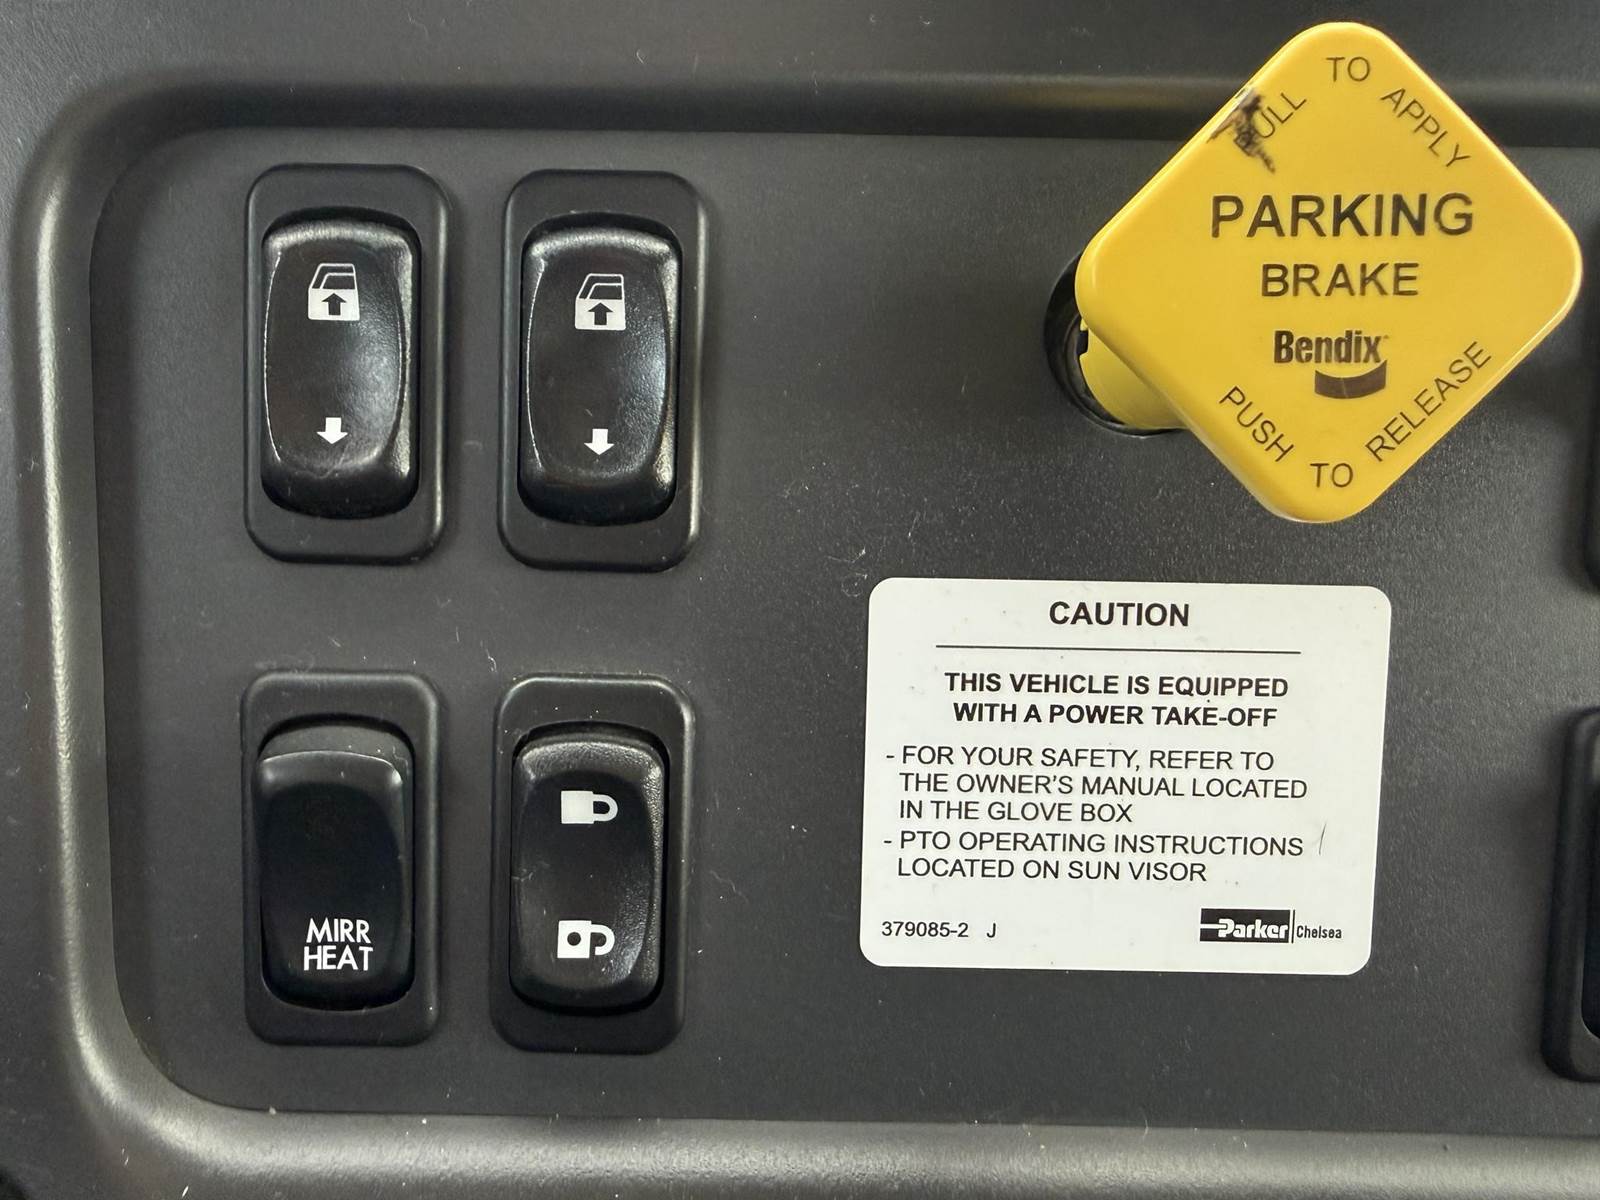 PULL TO APPLY
PARKING
BRAKE
Bendix
PUSH TO RELEASE
CAUTION
THIS VEHICLE IS EQUIPPED
WITH A POWER TAKE-OFF
- FOR YOUR SAFETY, REFER TO
THE OWNER'S MANUAL LOCATED
IN THE GLOVE BOX
- PTO OPERATING INSTRUCTIONS
LOCATED ON SUN VISOR
379085-2 J
Parker Chelsea
MIRR
HEAT